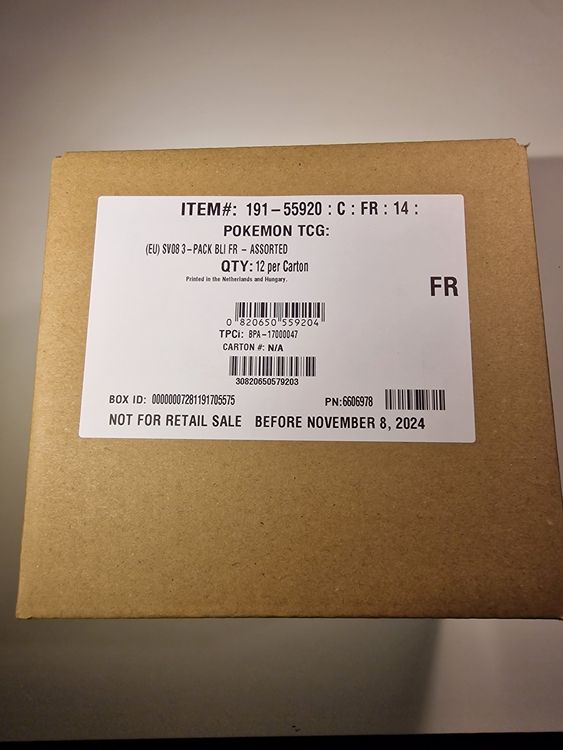 ITEM#: 191-55920 : C : FR : 14 :
POKEMON TCG:
(EU) SV08 3-PACK BLI FR - ASSORTED
QTY: 12 per Carton
Printed in the Netherlands and Hungary.
FR
0 820650 559204
TPCi: BPA-17000047
CARTON #: N/A
30820650579203
BOX ID: 00000007281191705575 PN:6606978
NOT FOR RETAIL SALE BEFORE NOVEMBER 8, 2024